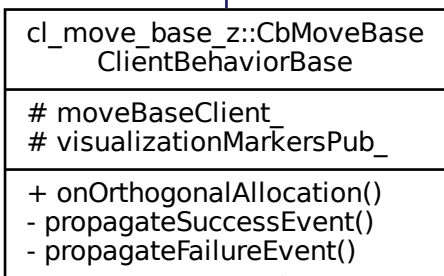 cl_move_base_z::CbMoveBase
ClientBehaviorBase
# moveBaseClient_
# visualizationMarkersPub_
+ onOrthogonalAllocation()
- propagateSuccessEvent()
- propagateFailureEvent()